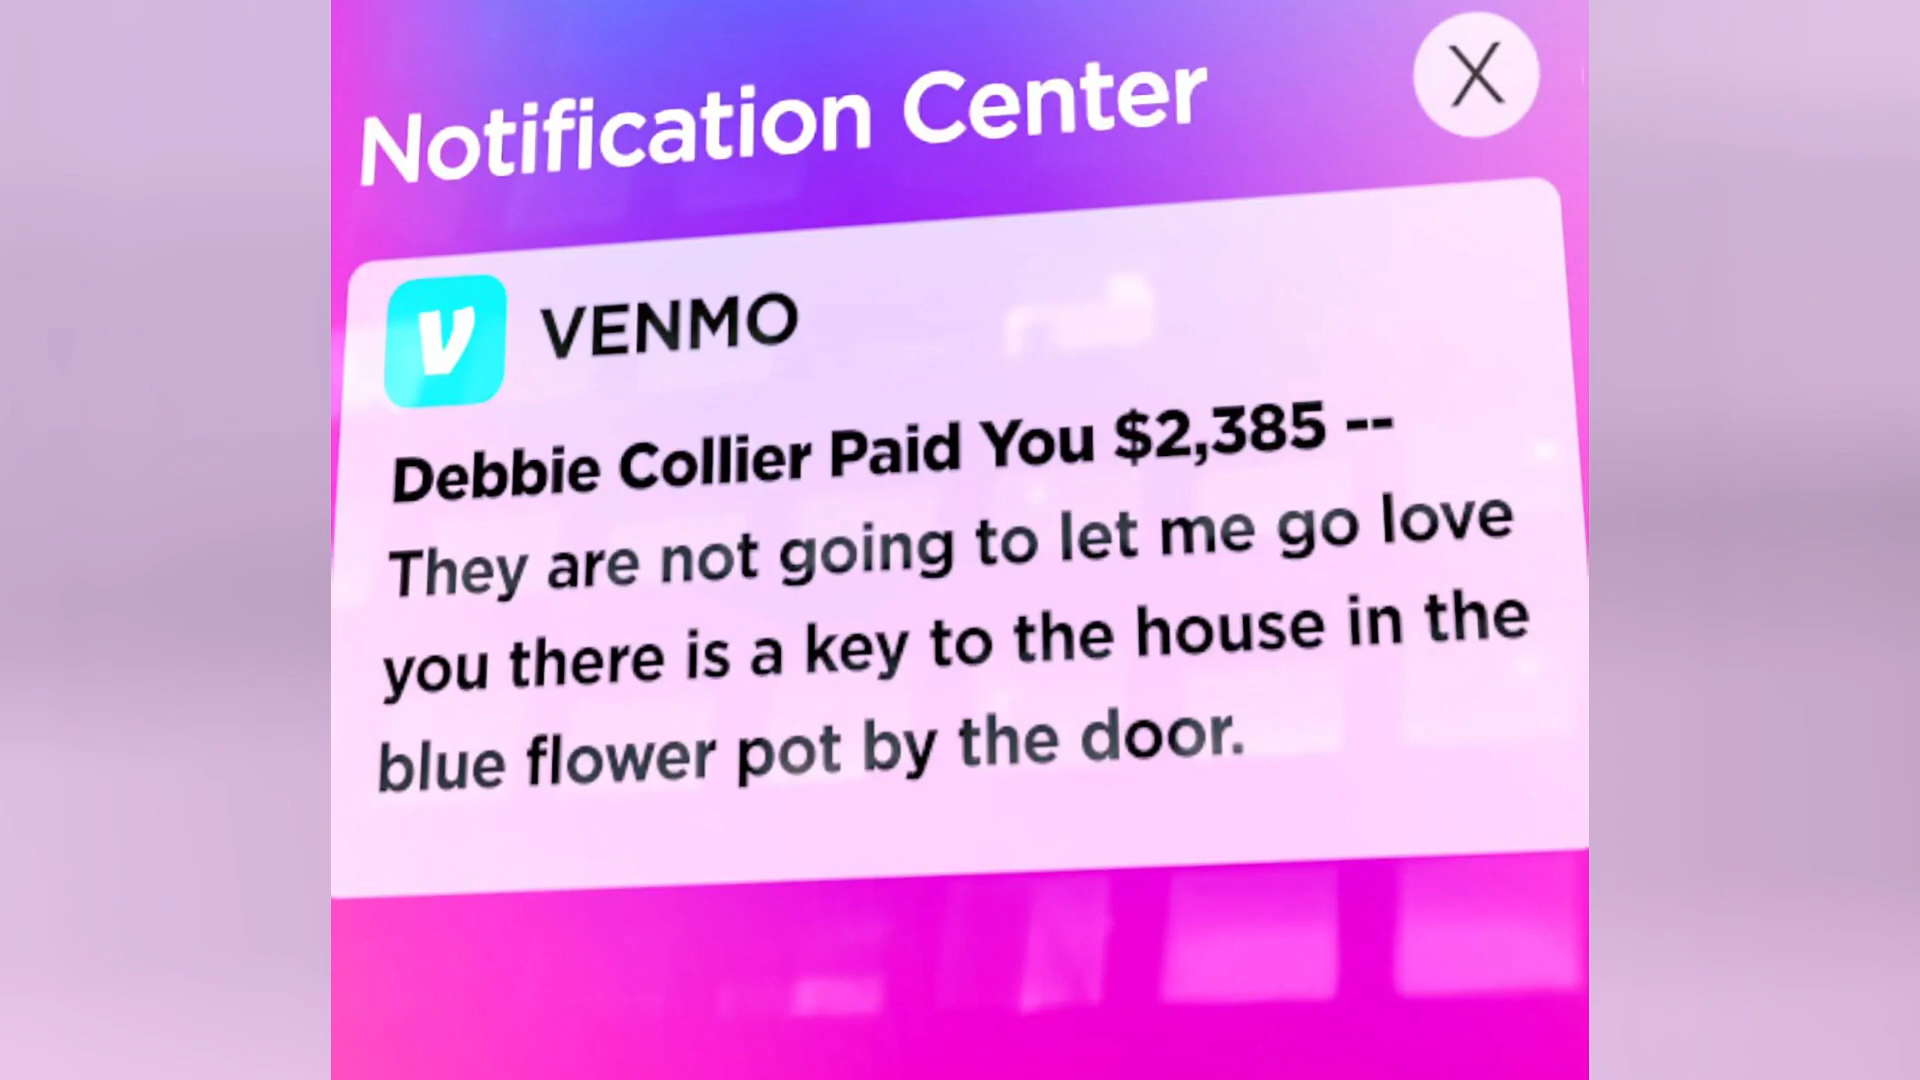 Notification Center
X
V VENMO
Debbie Collier Paid You $2,385 --
They are not going to let me go love
you there is a key to the house in the
blue flower pot by the door.